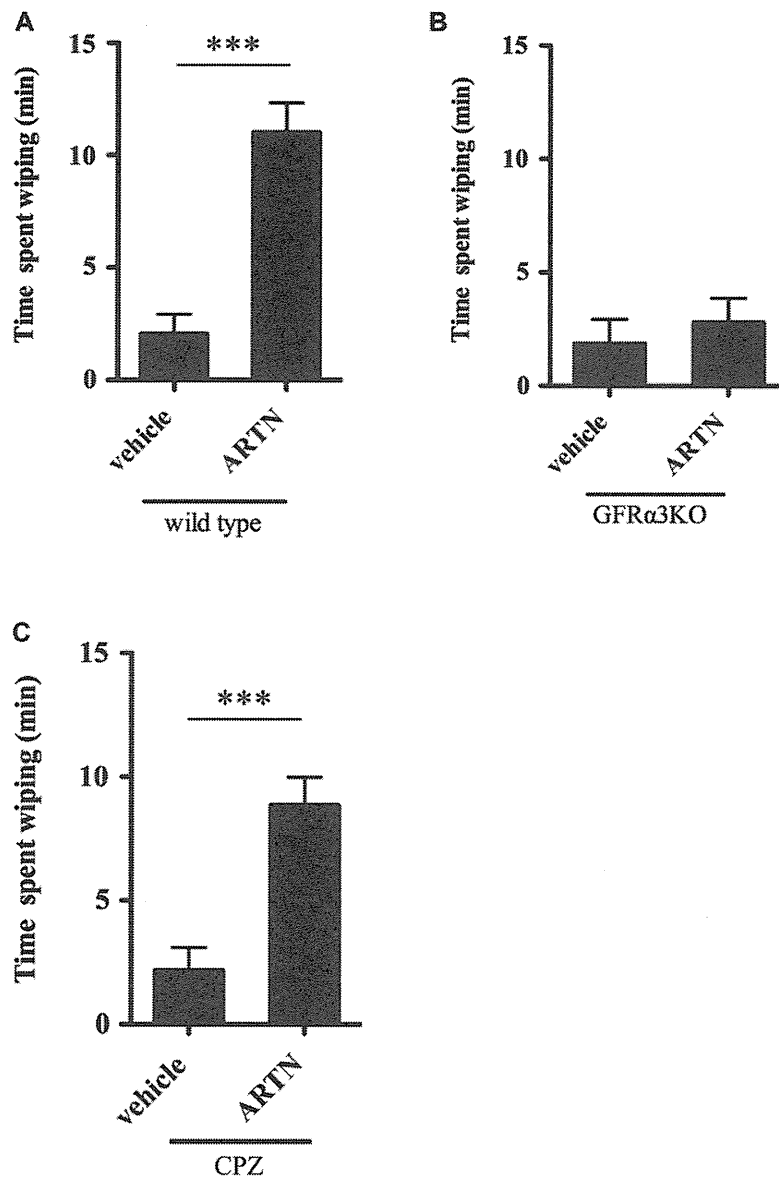 A
Time spent wiping (min)
15
10
5
0
***
vehicle
ARTN
wild type
B
Time spent wiping (min)
15
10
5
0
vehicle
ARTN
GFRα3KO
C
Time spent wiping (min)
15
10
5
0
***
vehicle
ARTN
CPZ